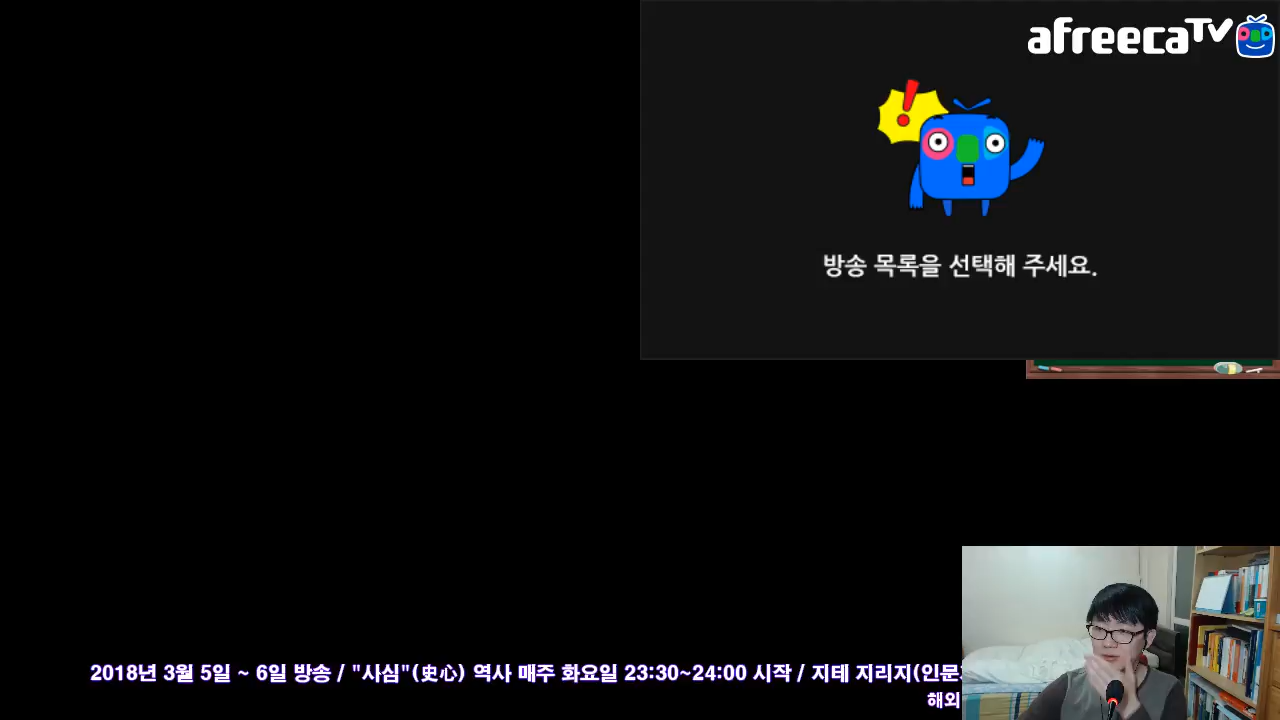 afreecaTV
방송 목록을 선택해 주세요.
2018년 3월 5일 ~ 6일 방송 / "사심"(史心) 역사 매주 화요일 23:30~24:00 시작 / 지테 지리지(인문
해외